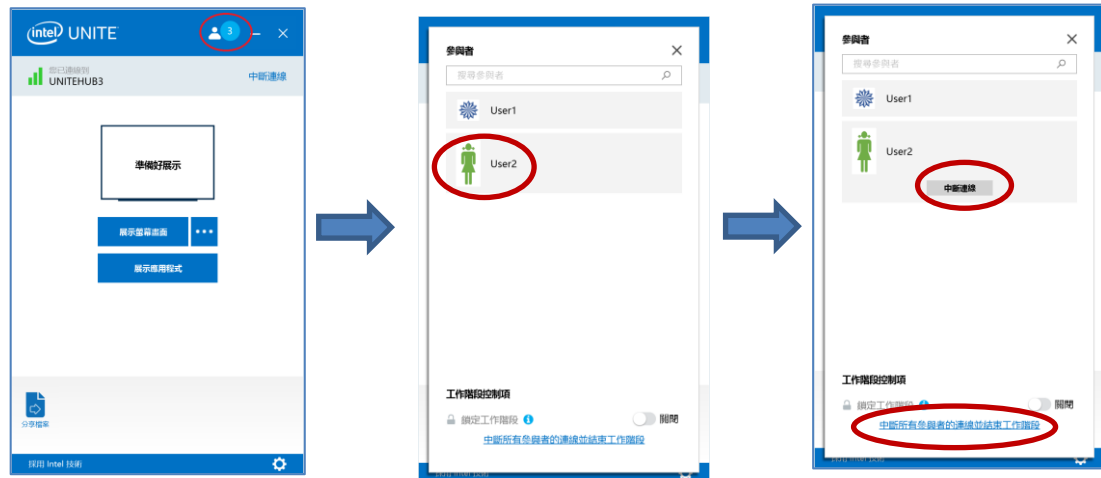 intel UNITE
3
您已連線到
UNITEHUB3
中斷連線
準備好展示
展示螢幕畫面
展示應用程式
分享檔案
採用 Intel 技術
參與者
搜尋參與者
User1
User2
工作階段控制項
鎖定工作階段
關閉
中斷所有參與者的連線並結束工作階段
採用 Intel 技術
參與者
搜尋參與者
User1
User2
中斷連線
工作階段控制項
鎖定工作階段
關閉
中斷所有參與者的連線並結束工作階段